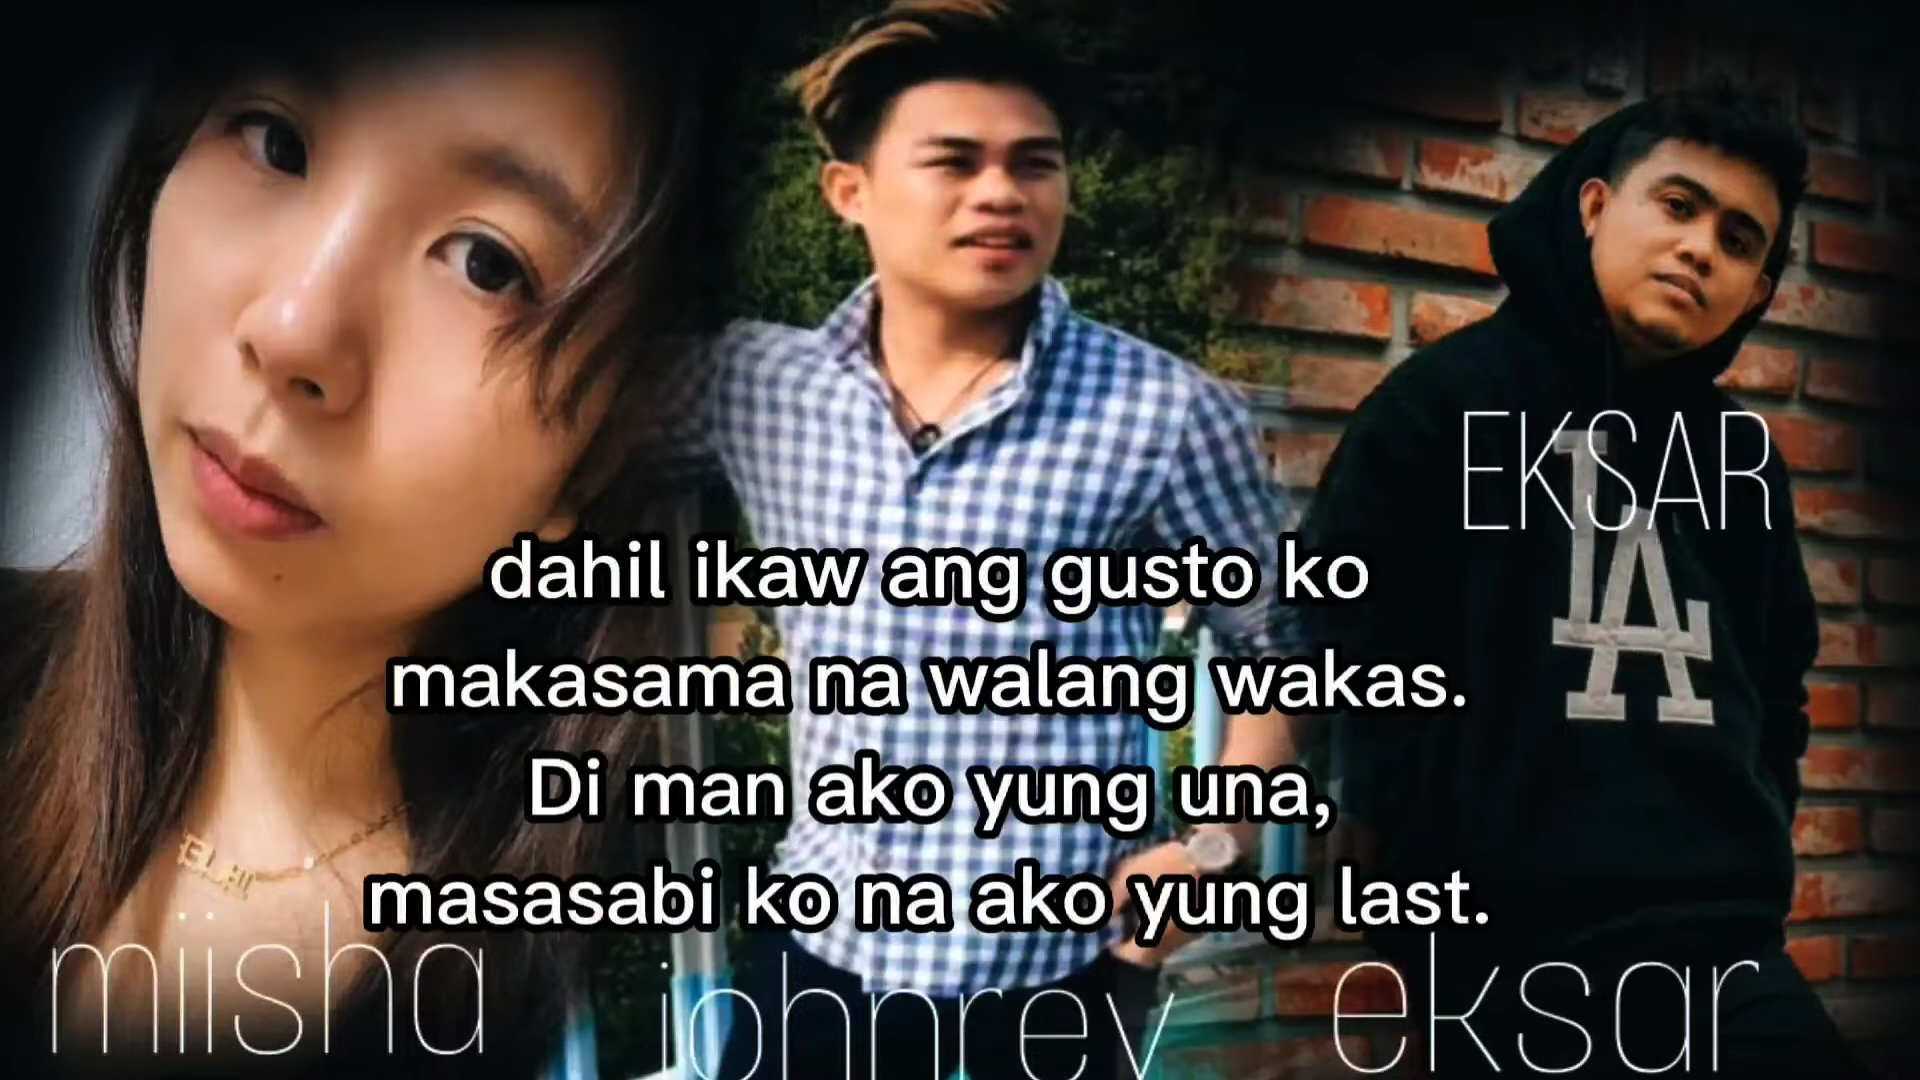 EKSAR
LA
dahil ikaw ang gusto ko
makasama na walang wakas.
Di man ako yung una,
masasabi ko na ako yung last.
miisha
johnrey
eksar